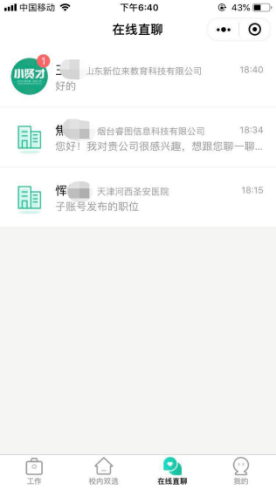 中国移动 下午6:40 43%
在线直聊
小贤才 1 王 山东新位来教育科技有限公司 18:40
好的
焦 烟台睿图信息科技有限公司 18:34
您好！我对贵公司很感兴趣，想跟您聊一聊...
恽 天津河西圣安医院 18:15
子账号发布的职位
工作 校内双选 在线直聊 我的